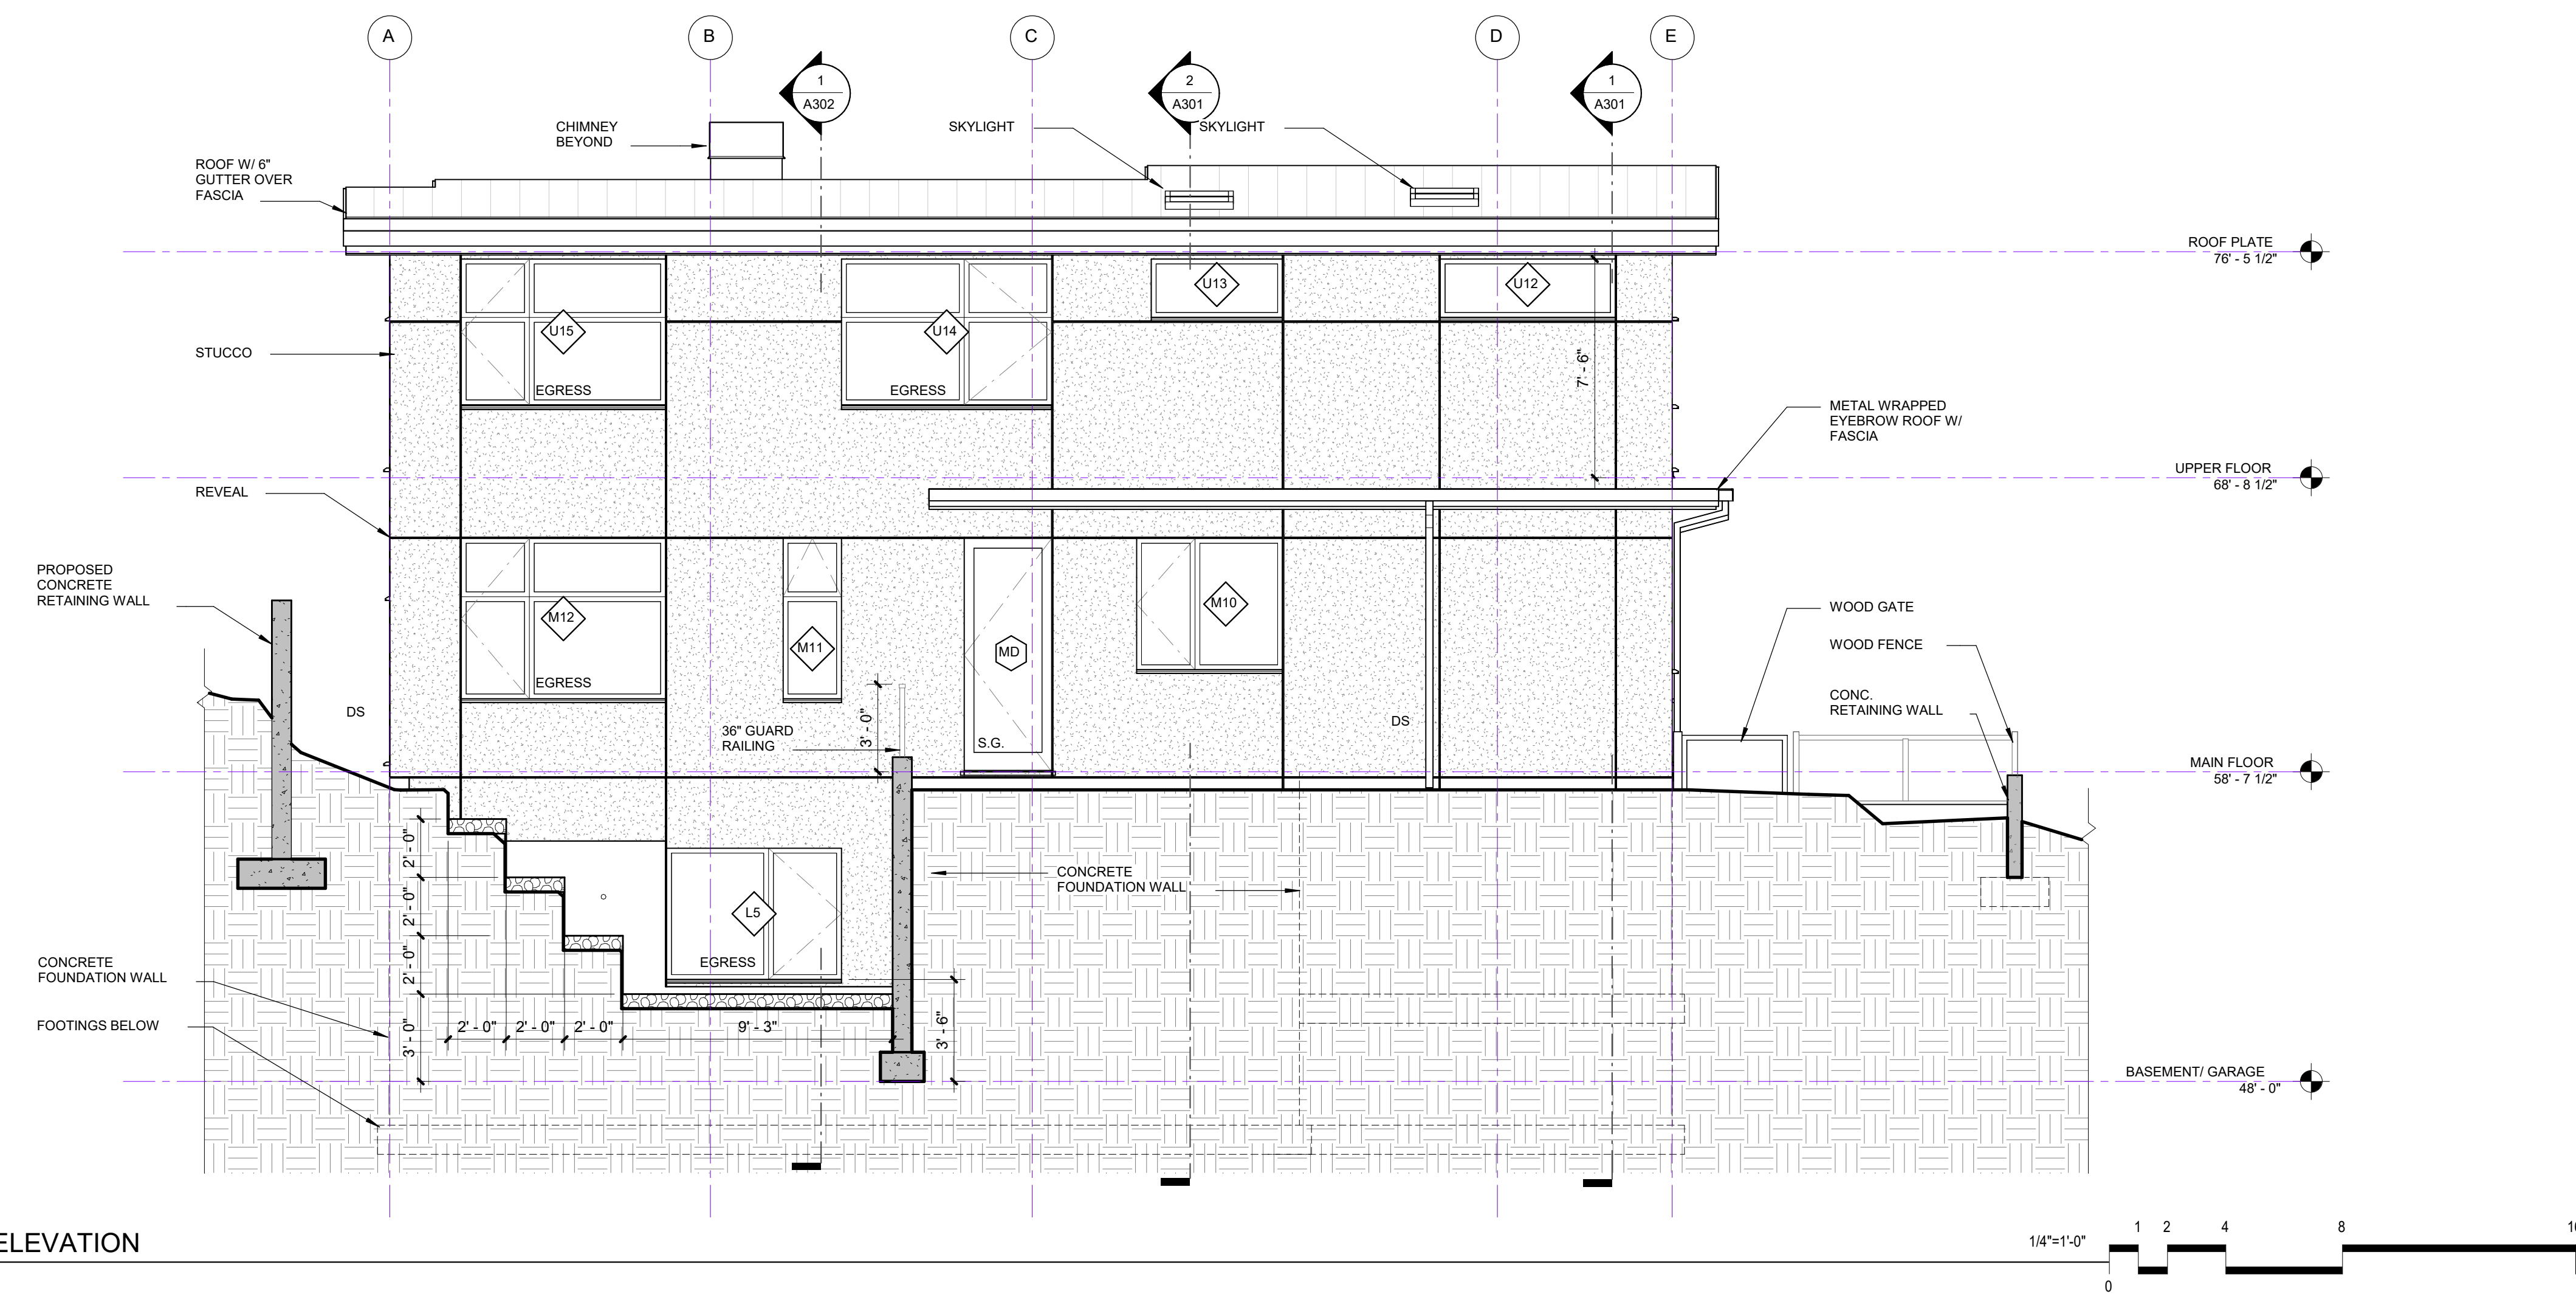 A
B
C
D
E
1
A302
2
A301
1
A301
CHIMNEY
BEYOND
SKYLIGHT
SKYLIGHT
ROOF W/ 6"
GUTTER OVER
FASCIA
ROOF PLATE
76' - 5 1/2"
U15
EGRESS
U14
EGRESS
U13
U12
STUCCO
7' - 6"
METAL WRAPPED
EYEBROW ROOF W/
FASCIA
UPPER FLOOR
68' - 8 1/2"
REVEAL
PROPOSED
CONCRETE
RETAINING WALL
M12
EGRESS
M11
MD
S.G.
M10
WOOD GATE
WOOD FENCE
CONC.
RETAINING WALL
DS
DS
36" GUARD
RAILING
3' - 0"
MAIN FLOOR
58' - 7 1/2"
2' - 0"
2' - 0"
2' - 0"
3' - 0"
L5
EGRESS
CONCRETE
FOUNDATION WALL
CONCRETE
FOUNDATION WALL
FOOTINGS BELOW
2' - 0"
2' - 0"
2' - 0"
9' - 3"
3' - 6"
BASEMENT/ GARAGE
48' - 0"
ELEVATION
1/4"=1'-0"
1
2
4
8
0